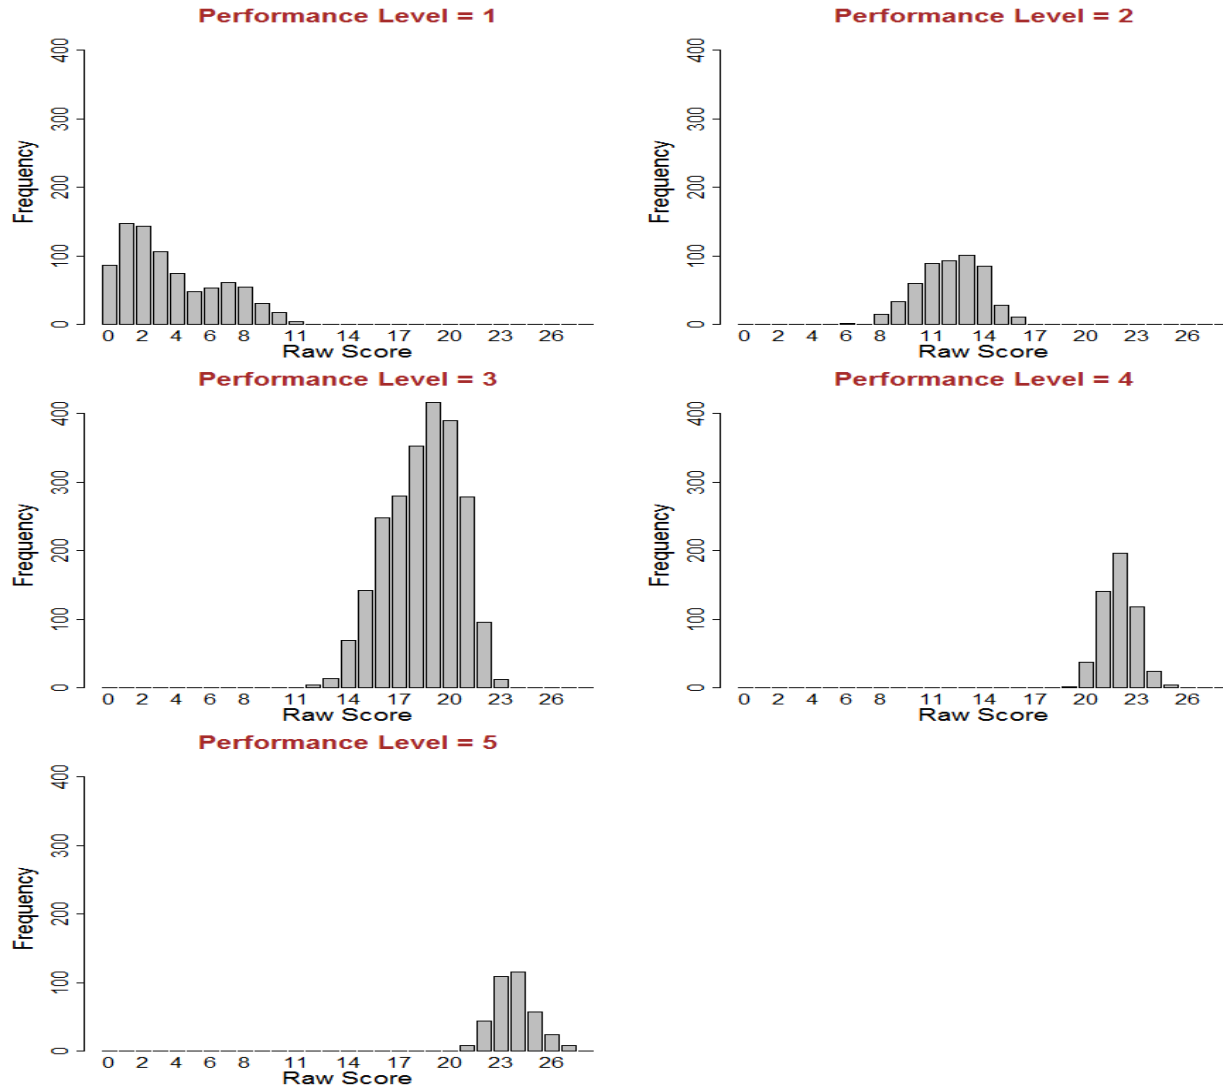 Performance Level = 1
Frequency
400
300
200
100
0
0 2 4 6 8 11 14 17 20 23 26
Raw Score
Performance Level = 2
Frequency
400
300
200
100
0
0 2 4 6 8 11 14 17 20 23 26
Raw Score
Performance Level = 3
Frequency
400
300
200
100
0
0 2 4 6 8 11 14 17 20 23 26
Raw Score
Performance Level = 4
Frequency
400
300
200
100
0
0 2 4 6 8 11 14 17 20 23 26
Raw Score
Performance Level = 5
Frequency
400
300
200
100
0
0 2 4 6 8 11 14 17 20 23 26
Raw Score